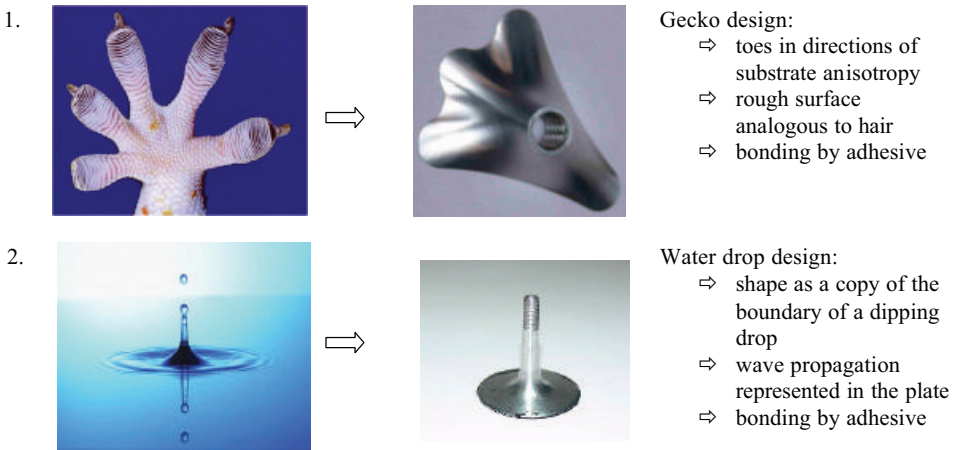 1.
Gecko design:
⇨ toes in directions of
substrate anisotropy
⇨ rough surface
analogous to hair
⇨ bonding by adhesive
2.
Water drop design:
⇨ shape as a copy of the
boundary of a dipping
drop
⇨ wave propagation
represented in the plate
⇨ bonding by adhesive